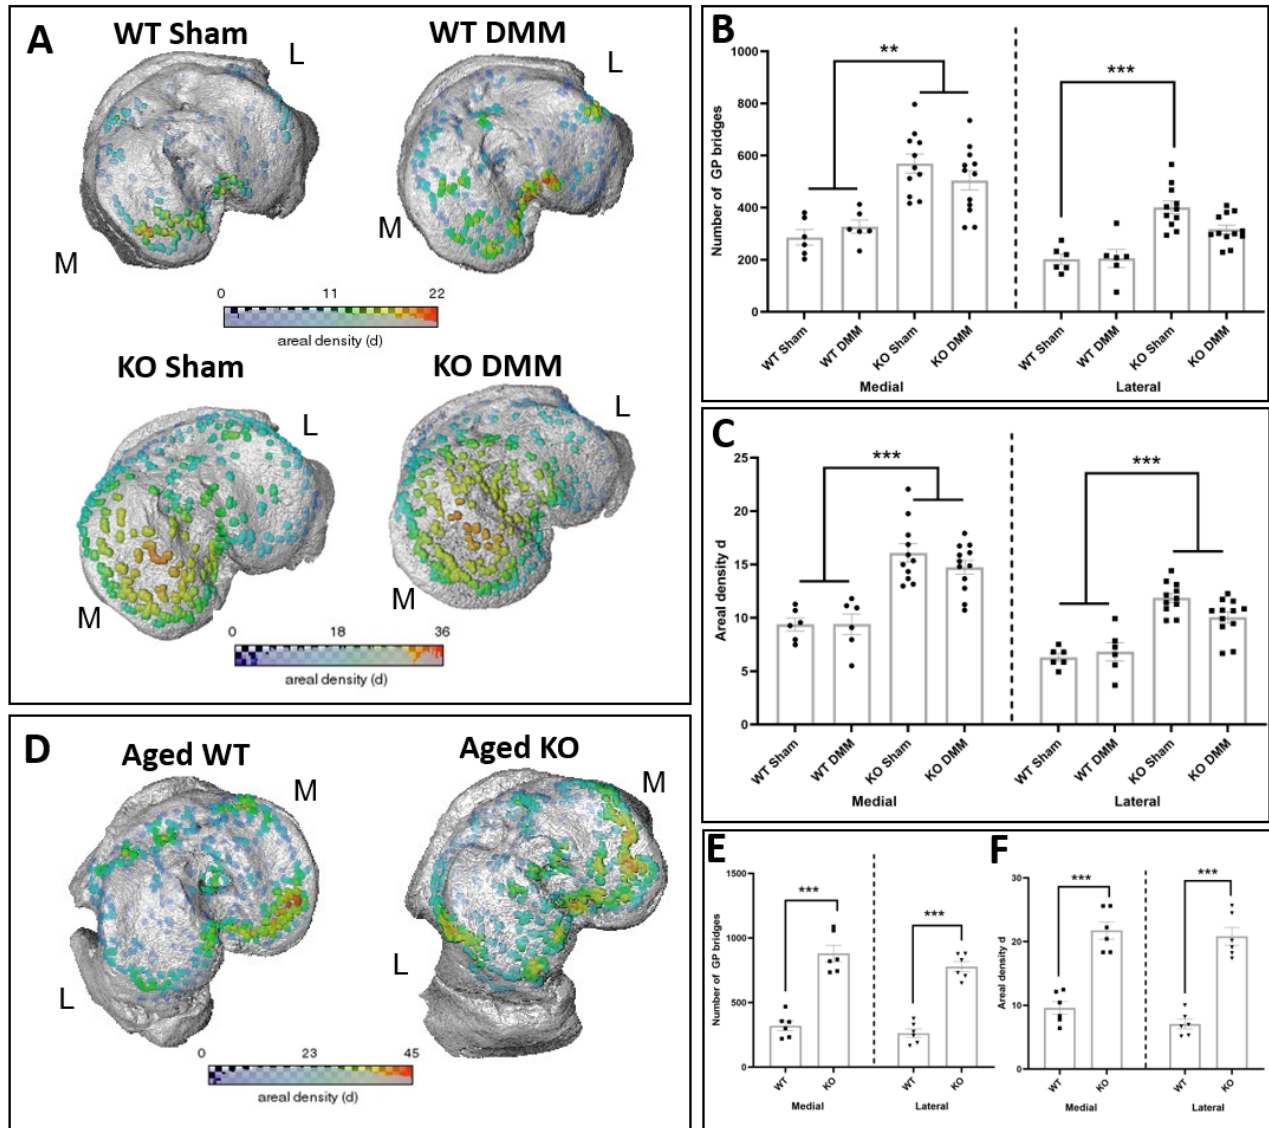 A
WT Sham
WT DMM
L
L
M
M
0 11 22
areal density (d)
KO Sham
KO DMM
L
L
M
M
0 18 36
areal density (d)
B
1000
800
600
400
200
0
Number of GP bridges
**
***
WT Sham
WT DMM
KO Sham
KO DMM
WT Sham
WT DMM
KO Sham
KO DMM
Medial
Lateral
C
25
20
15
10
5
0
Areal density d
***
***
WT Sham
WT DMM
KO Sham
KO DMM
WT Sham
WT DMM
KO Sham
KO DMM
Medial
Lateral
D
Aged WT
Aged KO
M
M
L
L
0 23 45
areal density (d)
E
1500
1000
500
0
Number of GP bridges
***
***
WT
KO
WT
KO
Medial
Lateral
F
30
20
10
0
Areal density d
***
***
WT
KO
WT
KO
Medial
Lateral